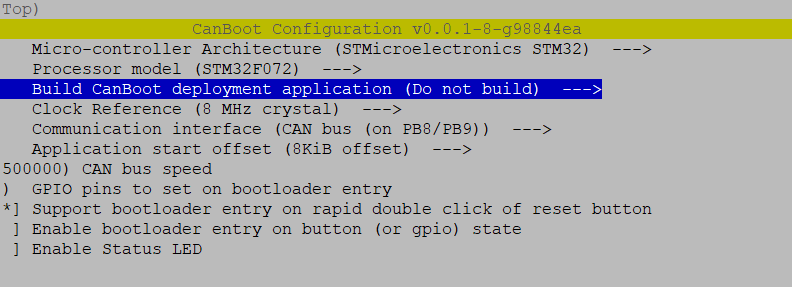 Top)
CanBoot Configuration v0.0.1-8-g98844ea
Micro-controller Architecture (STMicroelectronics STM32)  --->
Processor model (STM32F072)  --->
Build CanBoot deployment application (Do not build)  --->
Clock Reference (8 MHz crystal)  --->
Communication interface (CAN bus (on PB8/PB9))  --->
Application start offset (8KiB offset)  --->
500000) CAN bus speed
)  GPIO pins to set on bootloader entry
*] Support bootloader entry on rapid double click of reset button
] Enable bootloader entry on button (or gpio) state
] Enable Status LED